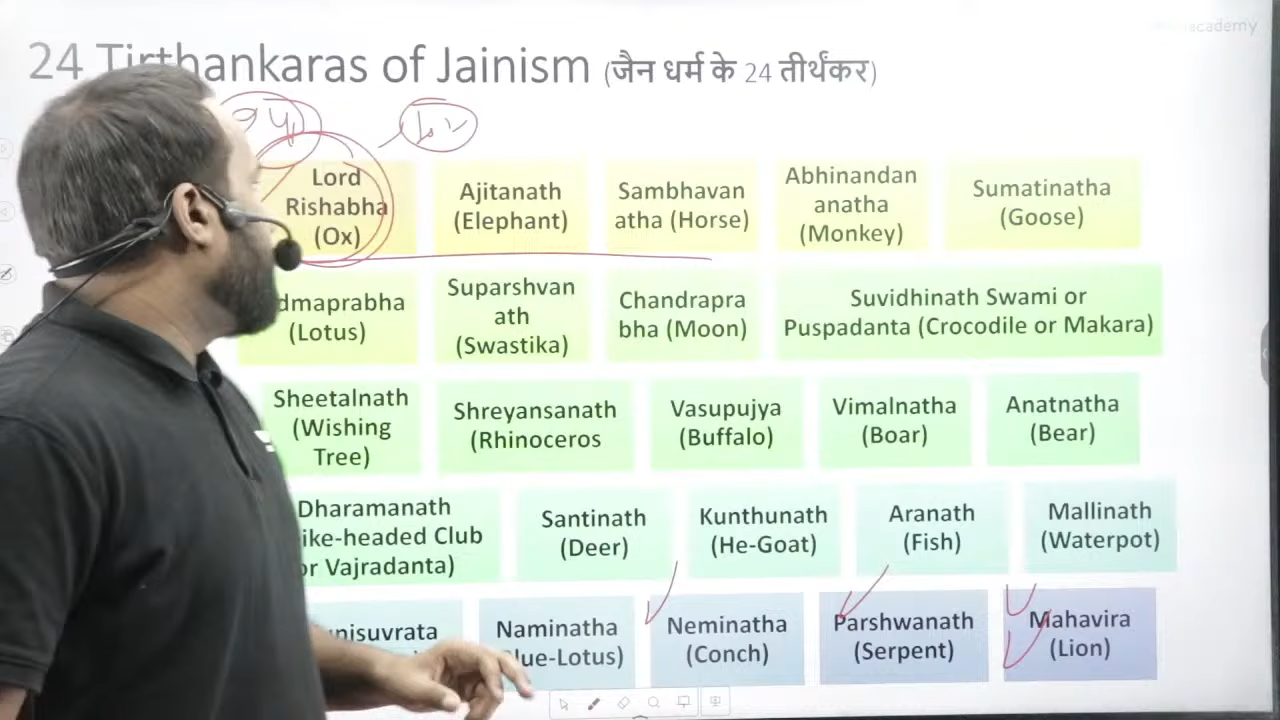 academy
24 Tirthankaras of Jainism (जैन धर्म के 24 तीर्थंकर)
Lord
Rishabha
(Ox)
Ajitanath
(Elephant)
Sambhavan
atha (Horse)
Abhinandan
anatha
(Monkey)
Sumatinatha
(Goose)
dmaprabha
(Lotus)
Suparshvan
ath
(Swastika)
Chandrapra
bha (Moon)
Suvidhinath Swami or
Puspadanta (Crocodile or Makara)
Sheetalnath
(Wishing
Tree)
Shreyansanath
(Rhinoceros
Vasupujya
(Buffalo)
Vimalnatha
(Boar)
Anatnatha
(Bear)
Dharamanath
ike-headed Club
or Vajradanta)
Santinath
(Deer)
Kunthunath
(He-Goat)
Aranath
(Fish)
Mallinath
(Waterpot)
nisuvrata
Naminatha
lue-Lotus)
Neminatha
(Conch)
Parshwanath
(Serpent)
Mahavira
(Lion)